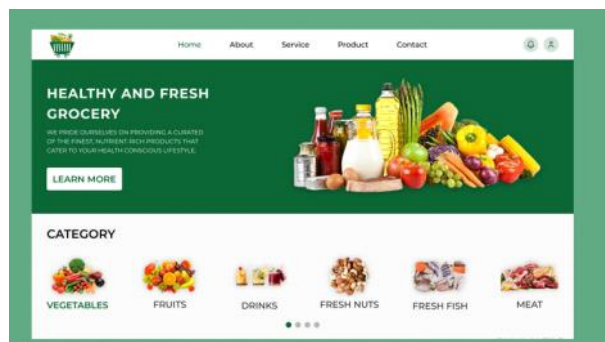 Home About Service Product Contact
HEALTHY AND FRESH
GROCERY
WE PRIDE OURSELVES ON PROVIDING A CURATED
OF THE FINEST, NUTRIENT-RICH PRODUCTS THAT
CATER TO YOUR HEALTH CONSCIOUS LIFESTYLE.
LEARN MORE
CATEGORY
VEGETABLES FRUITS DRINKS FRESH NUTS FRESH FISH MEAT